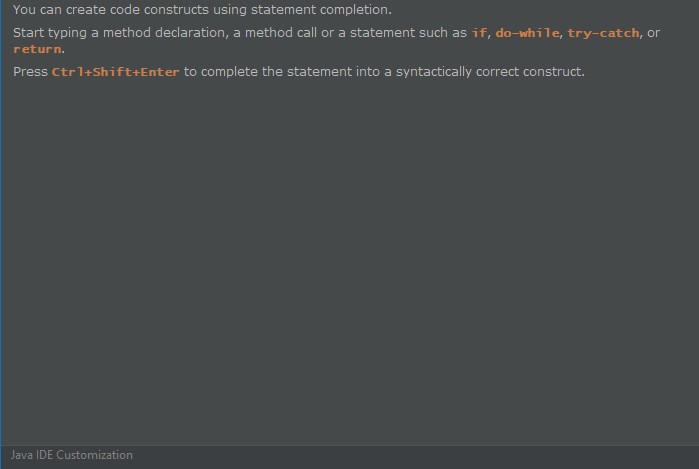 You can create code constructs using statement completion.
Start typing a method declaration, a method call or a statement such as if, do-while, try-catch, or
return.
Press Ctrl+Shift+Enter to complete the statement into a syntactically correct construct.
Java IDE Customization